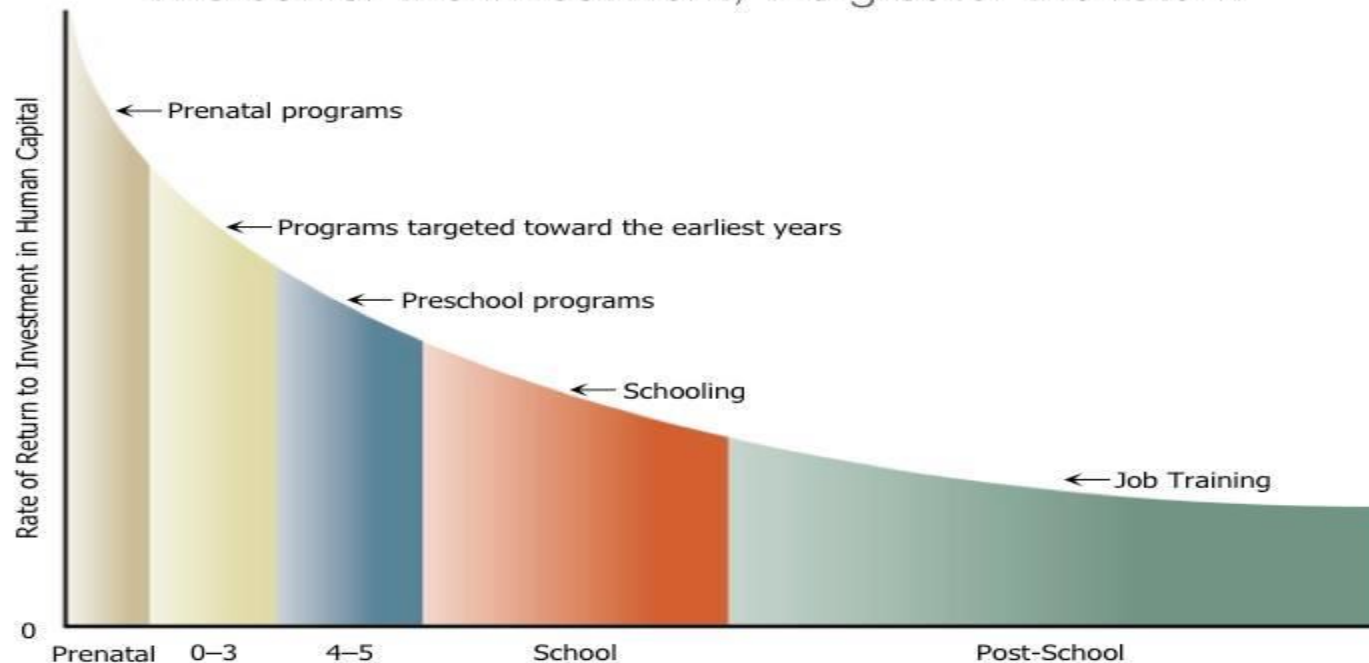 Prenatal programs
Programs targeted toward the earliest years
Preschool programs
Schooling
Job Training
Rate of Return to Investment in Human Capital
0
Prenatal 0–3 4–5 School Post-School